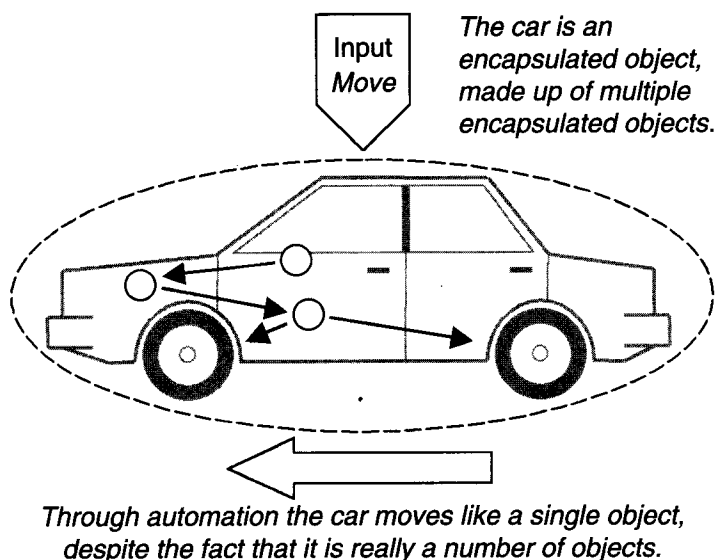 Input
Move
The car is an
encapsulated object,
made up of multiple
encapsulated objects.
Through automation the car moves like a single object,
despite the fact that it is really a number of objects.